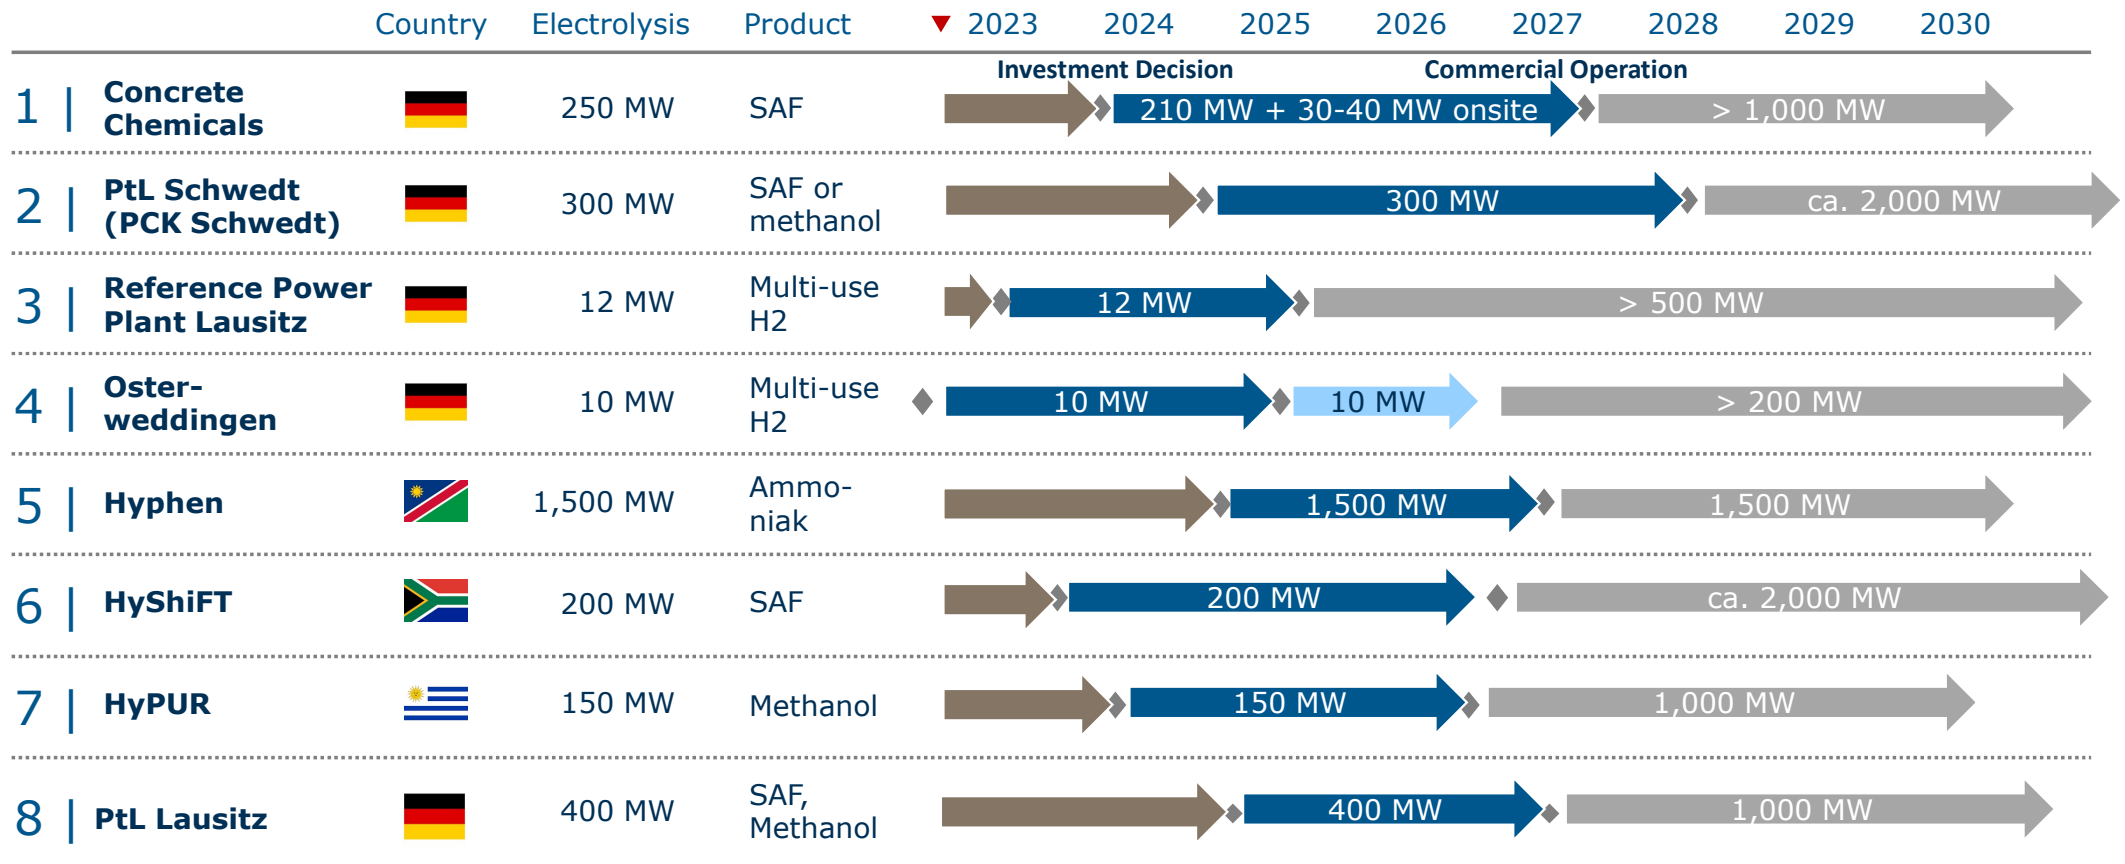 Country Electrolysis Product 2023 2024 2025 2026 2027 2028 2029 2030
Investment Decision Commercial Operation
1 | Concrete
Chemicals
250 MW
SAF
210 MW + 30-40 MW onsite
> 1,000 MW
2 | PtL Schwedt
(PCK Schwedt)
300 MW
SAF or
methanol
300 MW
ca. 2,000 MW
3 | Reference Power
Plant Lausitz
12 MW
Multi-use
H2
12 MW
> 500 MW
4 | Oster-
weddingen
10 MW
Multi-use
H2
10 MW
10 MW
> 200 MW
5 | Hyphen
1,500 MW
Ammo-
niak
1,500 MW
1,500 MW
6 | HyShiFT
200 MW
SAF
200 MW
ca. 2,000 MW
7 | HyPUR
150 MW
Methanol
150 MW
1,000 MW
8 | PtL Lausitz
400 MW
SAF,
Methanol
400 MW
1,000 MW